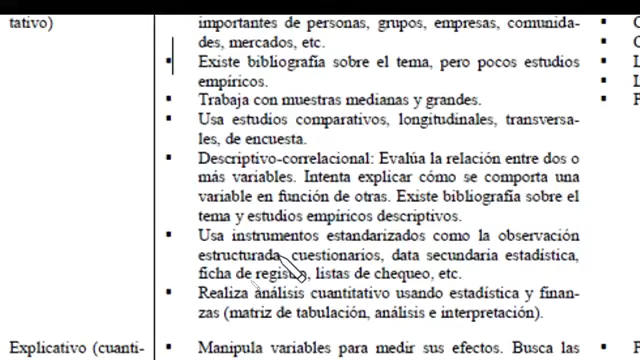 tativo)
importantes de personas, grupos, empresas, comunida-
des, mercados, etc.
▪ Existe bibliografía sobre el tema, pero pocos estudios
empíricos.
▪ Trabaja con muestras medianas y grandes.
▪ Usa estudios comparativos, longitudinales, transversa-
les, de encuesta.
▪ Descriptivo-correlacional: Evalúa la relación entre dos o
más variables. Intenta explicar cómo se comporta una
variable en función de otras. Existe bibliografía sobre el
tema y estudios empíricos descriptivos.
▪ Usa instrumentos estandarizados como la observación
estructurada, cuestionarios, data secundaria estadística,
ficha de registro, listas de chequeo, etc.
▪ Realiza análisis cuantitativo usando estadística y finan-
zas (matriz de tabulación, análisis e interpretación).
Explicativo (cuanti-
▪ Manipula variables para medir sus efectos. Busca las